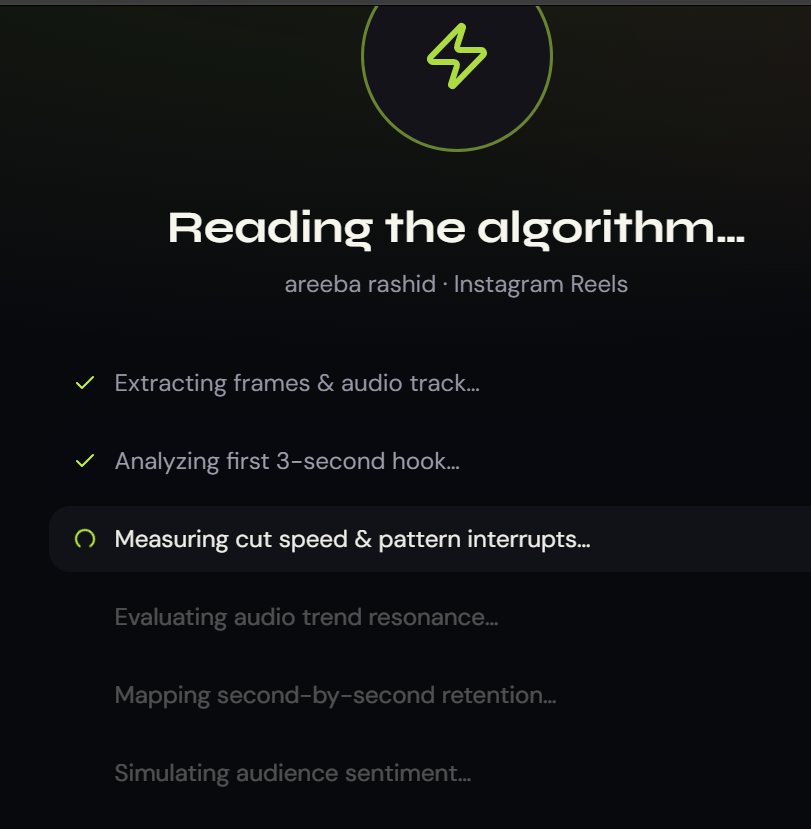 Reading the algorithm...
areeba rashid · Instagram Reels
Extracting frames & audio track...
Analyzing first 3-second hook...
Measuring cut speed & pattern interrupts...
Evaluating audio trend resonance...
Mapping second-by-second retention...
Simulating audience sentiment...